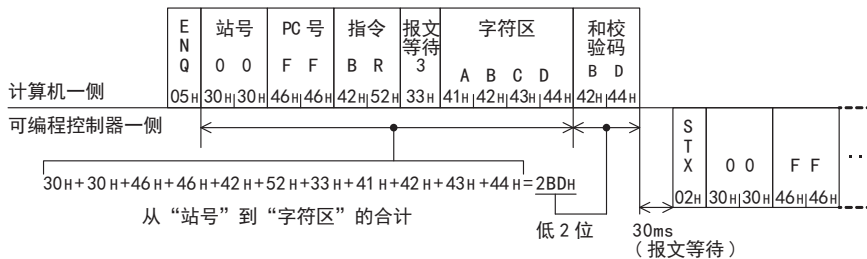 E N Q 站号 PC 号 指令 报文等待 字符区 和校验码
0 0 F F B R 3 A B C D B D
计算机一侧 05H 30H 30H 46H 46H 42H 52H 33H 41H 42H 43H 44H 42H 44H
可编程控制器一侧
S T X 0 0 F F
02H 30H 30H 46H 46H
30H+30H+46H+46H+42H+52H+33H+41H+42H+43H+44H=2BDH
从“站号”到“字符区”的合计
低 2 位
30ms
(报文等待)